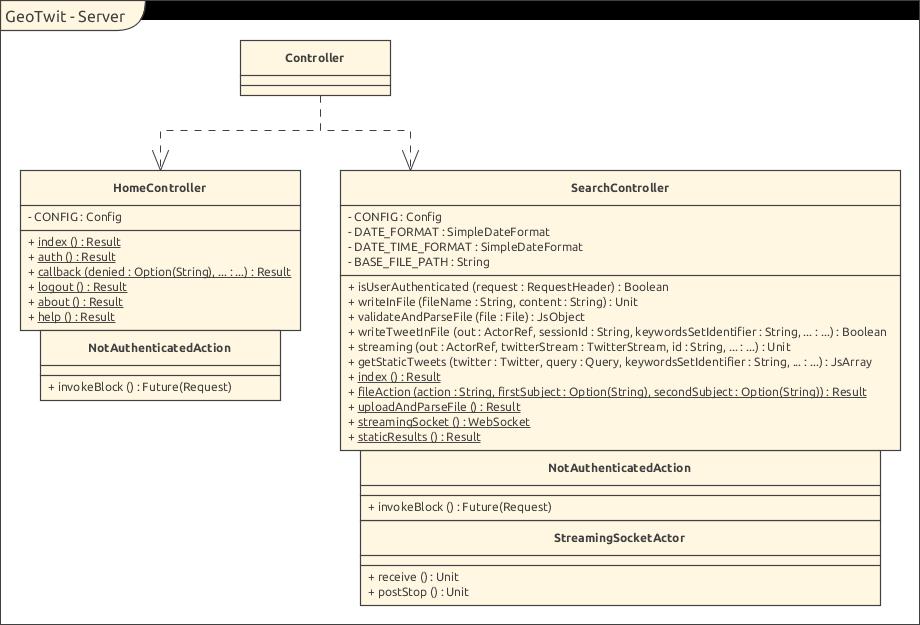 GeoTwit - Server
Controller
HomeController
- CONFIG : Config
+ index () : Result
+ auth () : Result
+ callback (denied : Option(String), ... : ...) : Result
+ logout () : Result
+ about () : Result
+ help () : Result
NotAuthenticatedAction
+ invokeBlock () : Future(Request)
SearchController
- CONFIG : Config
- DATE_FORMAT : SimpleDateFormat
- DATE_TIME_FORMAT : SimpleDateFormat
- BASE_FILE_PATH : String
+ isUserAuthenticated (request : RequestHeader) : Boolean
+ writeInFile (fileName : String, content : String) : Unit
+ validateAndParseFile (file : File) : JsObject
+ writeTweetInFile (out : ActorRef, sessionId : String, keywordsSetIdentifier : String, ... : ...) : Boolean
+ streaming (out : ActorRef, twitterStream : TwitterStream, id : String, ... : ...) : Unit
+ getStaticTweets (twitter : Twitter, query : Query, keywordsSetIdentifier : String, ... : ...) : JsArray
+ index () : Result
+ fileAction (action : String, firstSubject : Option(String), secondSubject : Option(String)) : Result
+ uploadAndParseFile () : Result
+ streamingSocket () : WebSocket
+ staticResults () : Result
NotAuthenticatedAction
+ invokeBlock () : Future(Request)
StreamingSocketActor
+ receive () : Unit
+ postStop () : Unit